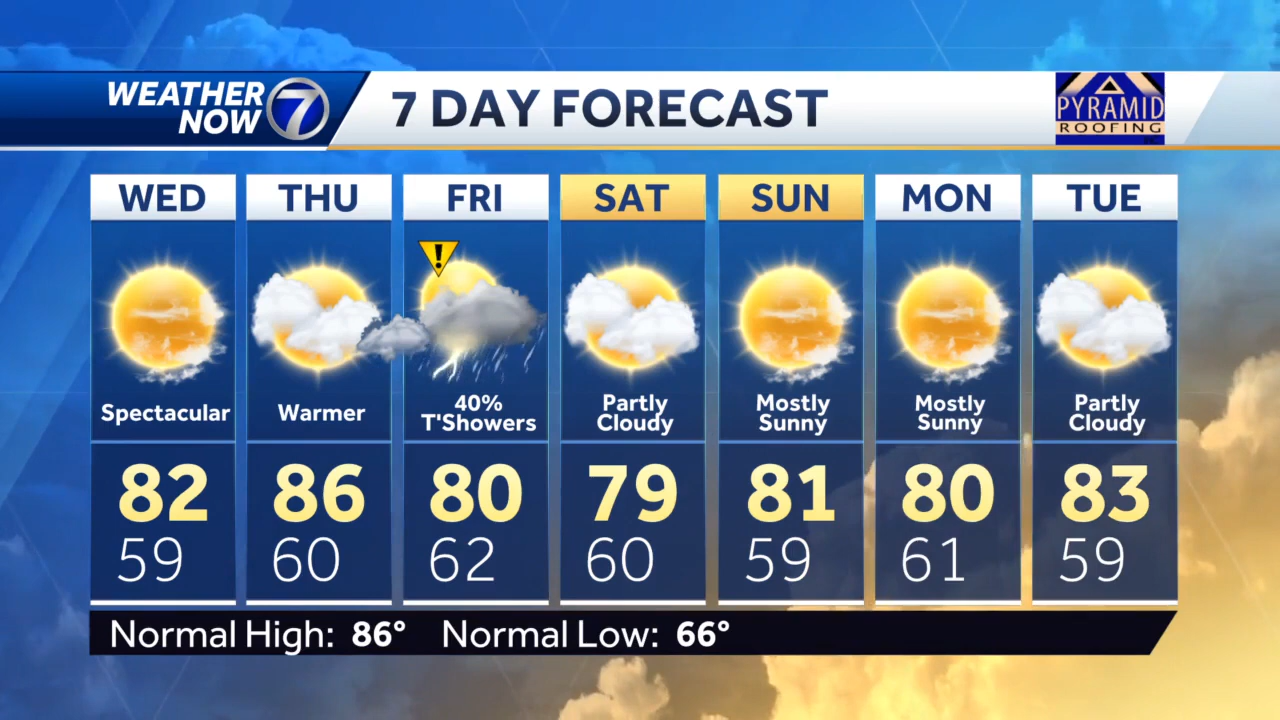 WEATHER
NOW 7
7 DAY FORECAST
PYRAMID
ROOFING
WED THU FRI SAT SUN MON TUE
!
Spectacular
Warmer
40%
T'Showers
Partly
Cloudy
Mostly
Sunny
Mostly
Sunny
Partly
Cloudy
82 86 80 79 81 80 83
59 60 62 60 59 61 59
Normal High: 86° Normal Low: 66°